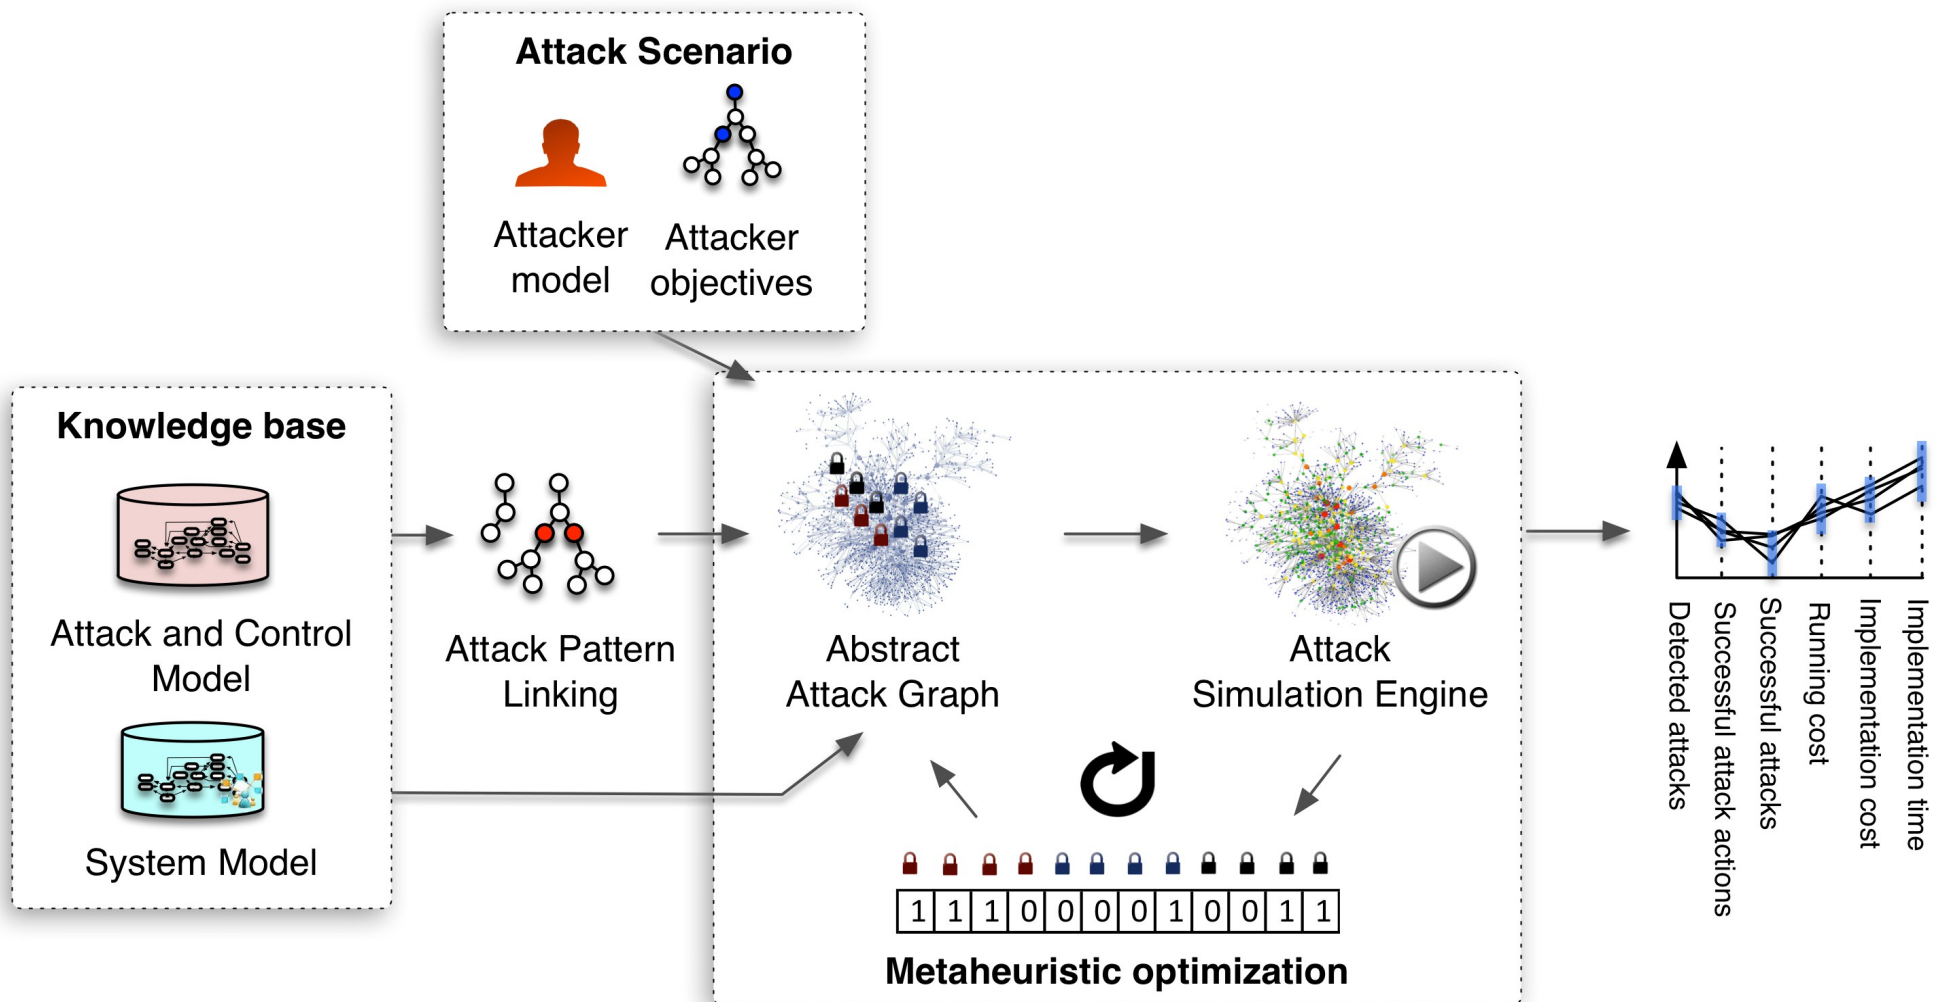 Attack Scenario
Attacker
model
Attacker
objectives
Knowledge base
Attack and Control
Model
System Model
Attack Pattern
Linking
Abstract
Attack Graph
Attack
Simulation Engine
1 1 1 0 0 0 0 1 0 0 1 1
Metaheuristic optimization
Detected attacks
Successful attack actions
Successful attacks
Running cost
Implementation cost
Implementation time